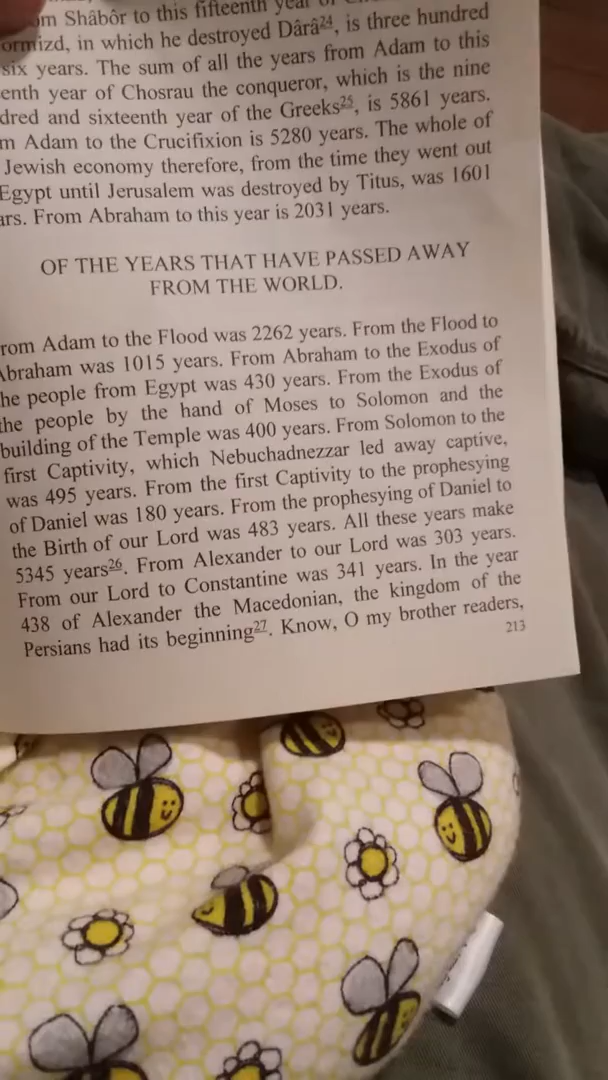 om Shâbôr to this fifteenth year of
ormizd, in which he destroyed Dârâ24, is three hundred
six years. The sum of all the years from Adam to this
enth year of Chosrau the conqueror, which is the nine
dred and sixteenth year of the Greeks25, is 5861 years.
m Adam to the Crucifixion is 5280 years. The whole of
Jewish economy therefore, from the time they went out
Egypt until Jerusalem was destroyed by Titus, was 1601
ars. From Abraham to this year is 2031 years.
OF THE YEARS THAT HAVE PASSED AWAY
FROM THE WORLD.
rom Adam to the Flood was 2262 years. From the Flood to
Abraham was 1015 years. From Abraham to the Exodus of
he people from Egypt was 430 years. From the Exodus of
the people by the hand of Moses to Solomon and the
building of the Temple was 400 years. From Solomon to the
first Captivity, which Nebuchadnezzar led away captive,
was 495 years. From the first Captivity to the prophesying
of Daniel was 180 years. From the prophesying of Daniel to
the Birth of our Lord was 483 years. All these years make
5345 years26. From Alexander to our Lord was 303 years.
From our Lord to Constantine was 341 years. In the year
438 of Alexander the Macedonian, the kingdom of the
Persians had its beginning27. Know, O my brother readers,
213